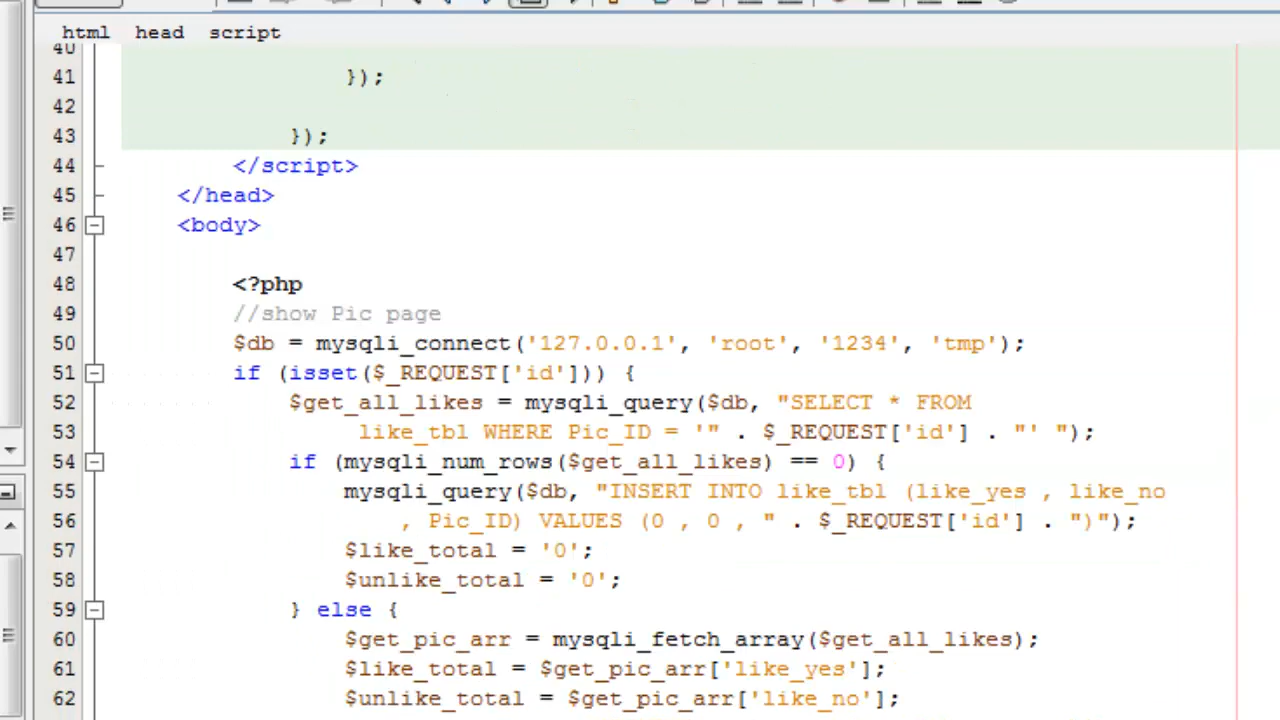 html head script
40
41 });
42
43 });
44 </script>
45 </head>
46 <body>
47
48 <?php
49 //show Pic page
50 $db = mysqli_connect('127.0.0.1', 'root', '1234', 'tmp');
51 if (isset($_REQUEST['id'])) {
52 $get_all_likes = mysqli_query($db, "SELECT * FROM
53 like_tbl WHERE Pic_ID = '" . $_REQUEST['id'] . "' ");
54 if (mysqli_num_rows($get_all_likes) == 0) {
55 mysqli_query($db, "INSERT INTO like_tbl (like_yes , like_no
56 , Pic_ID) VALUES (0 , 0 , " . $_REQUEST['id'] . ")");
57 $like_total = '0';
58 $unlike_total = '0';
59 } else {
60 $get_pic_arr = mysqli_fetch_array($get_all_likes);
61 $like_total = $get_pic_arr['like_yes'];
62 $unlike_total = $get_pic_arr['like_no'];